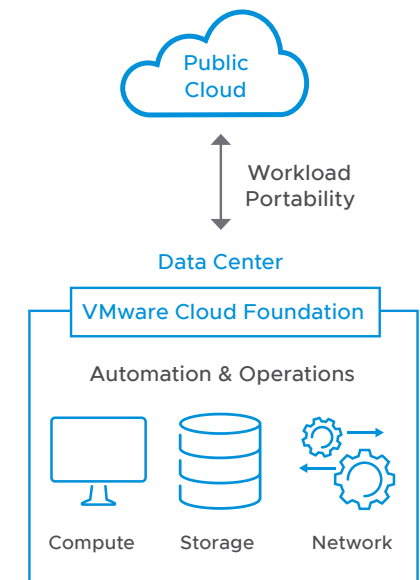 Public
Cloud
Workload
Portability
Data Center
VMware Cloud Foundation
Automation & Operations
Compute
Storage
Network